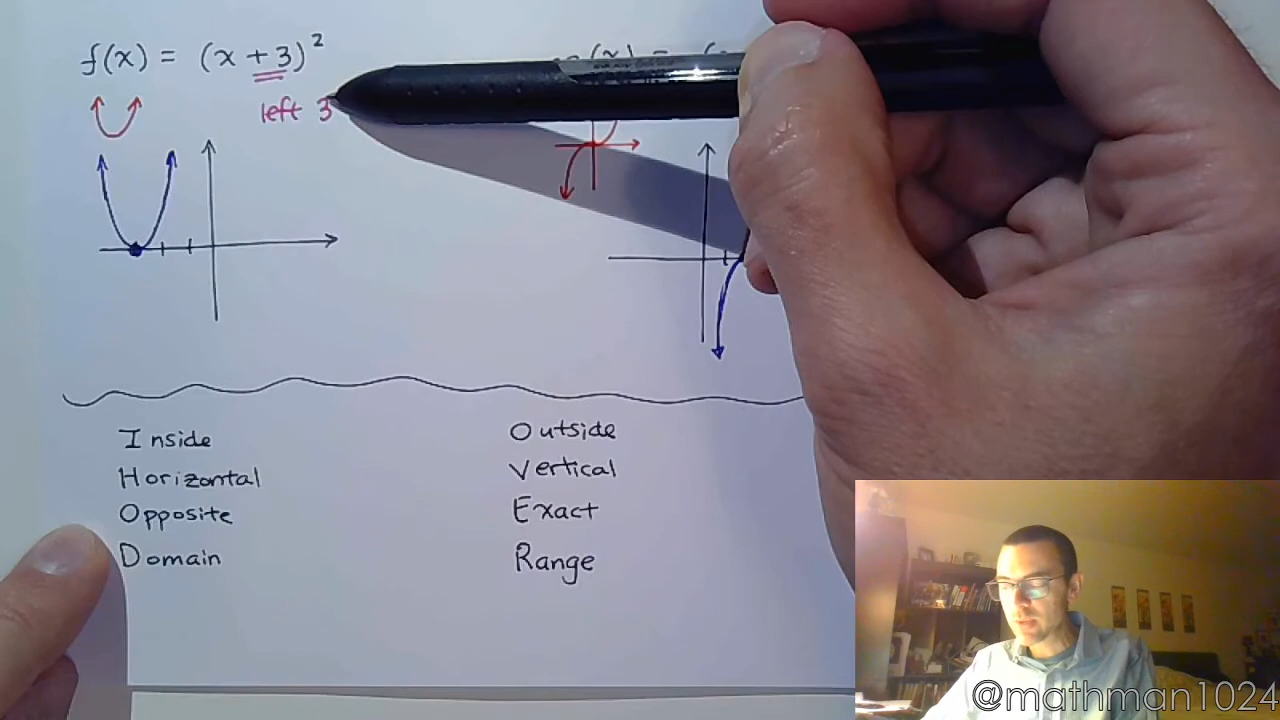 f(x) = (x + 3)²
left 3
Inside
Horizontal
Opposite
Domain
Outside
Vertical
Exact
Range
@mathman1024